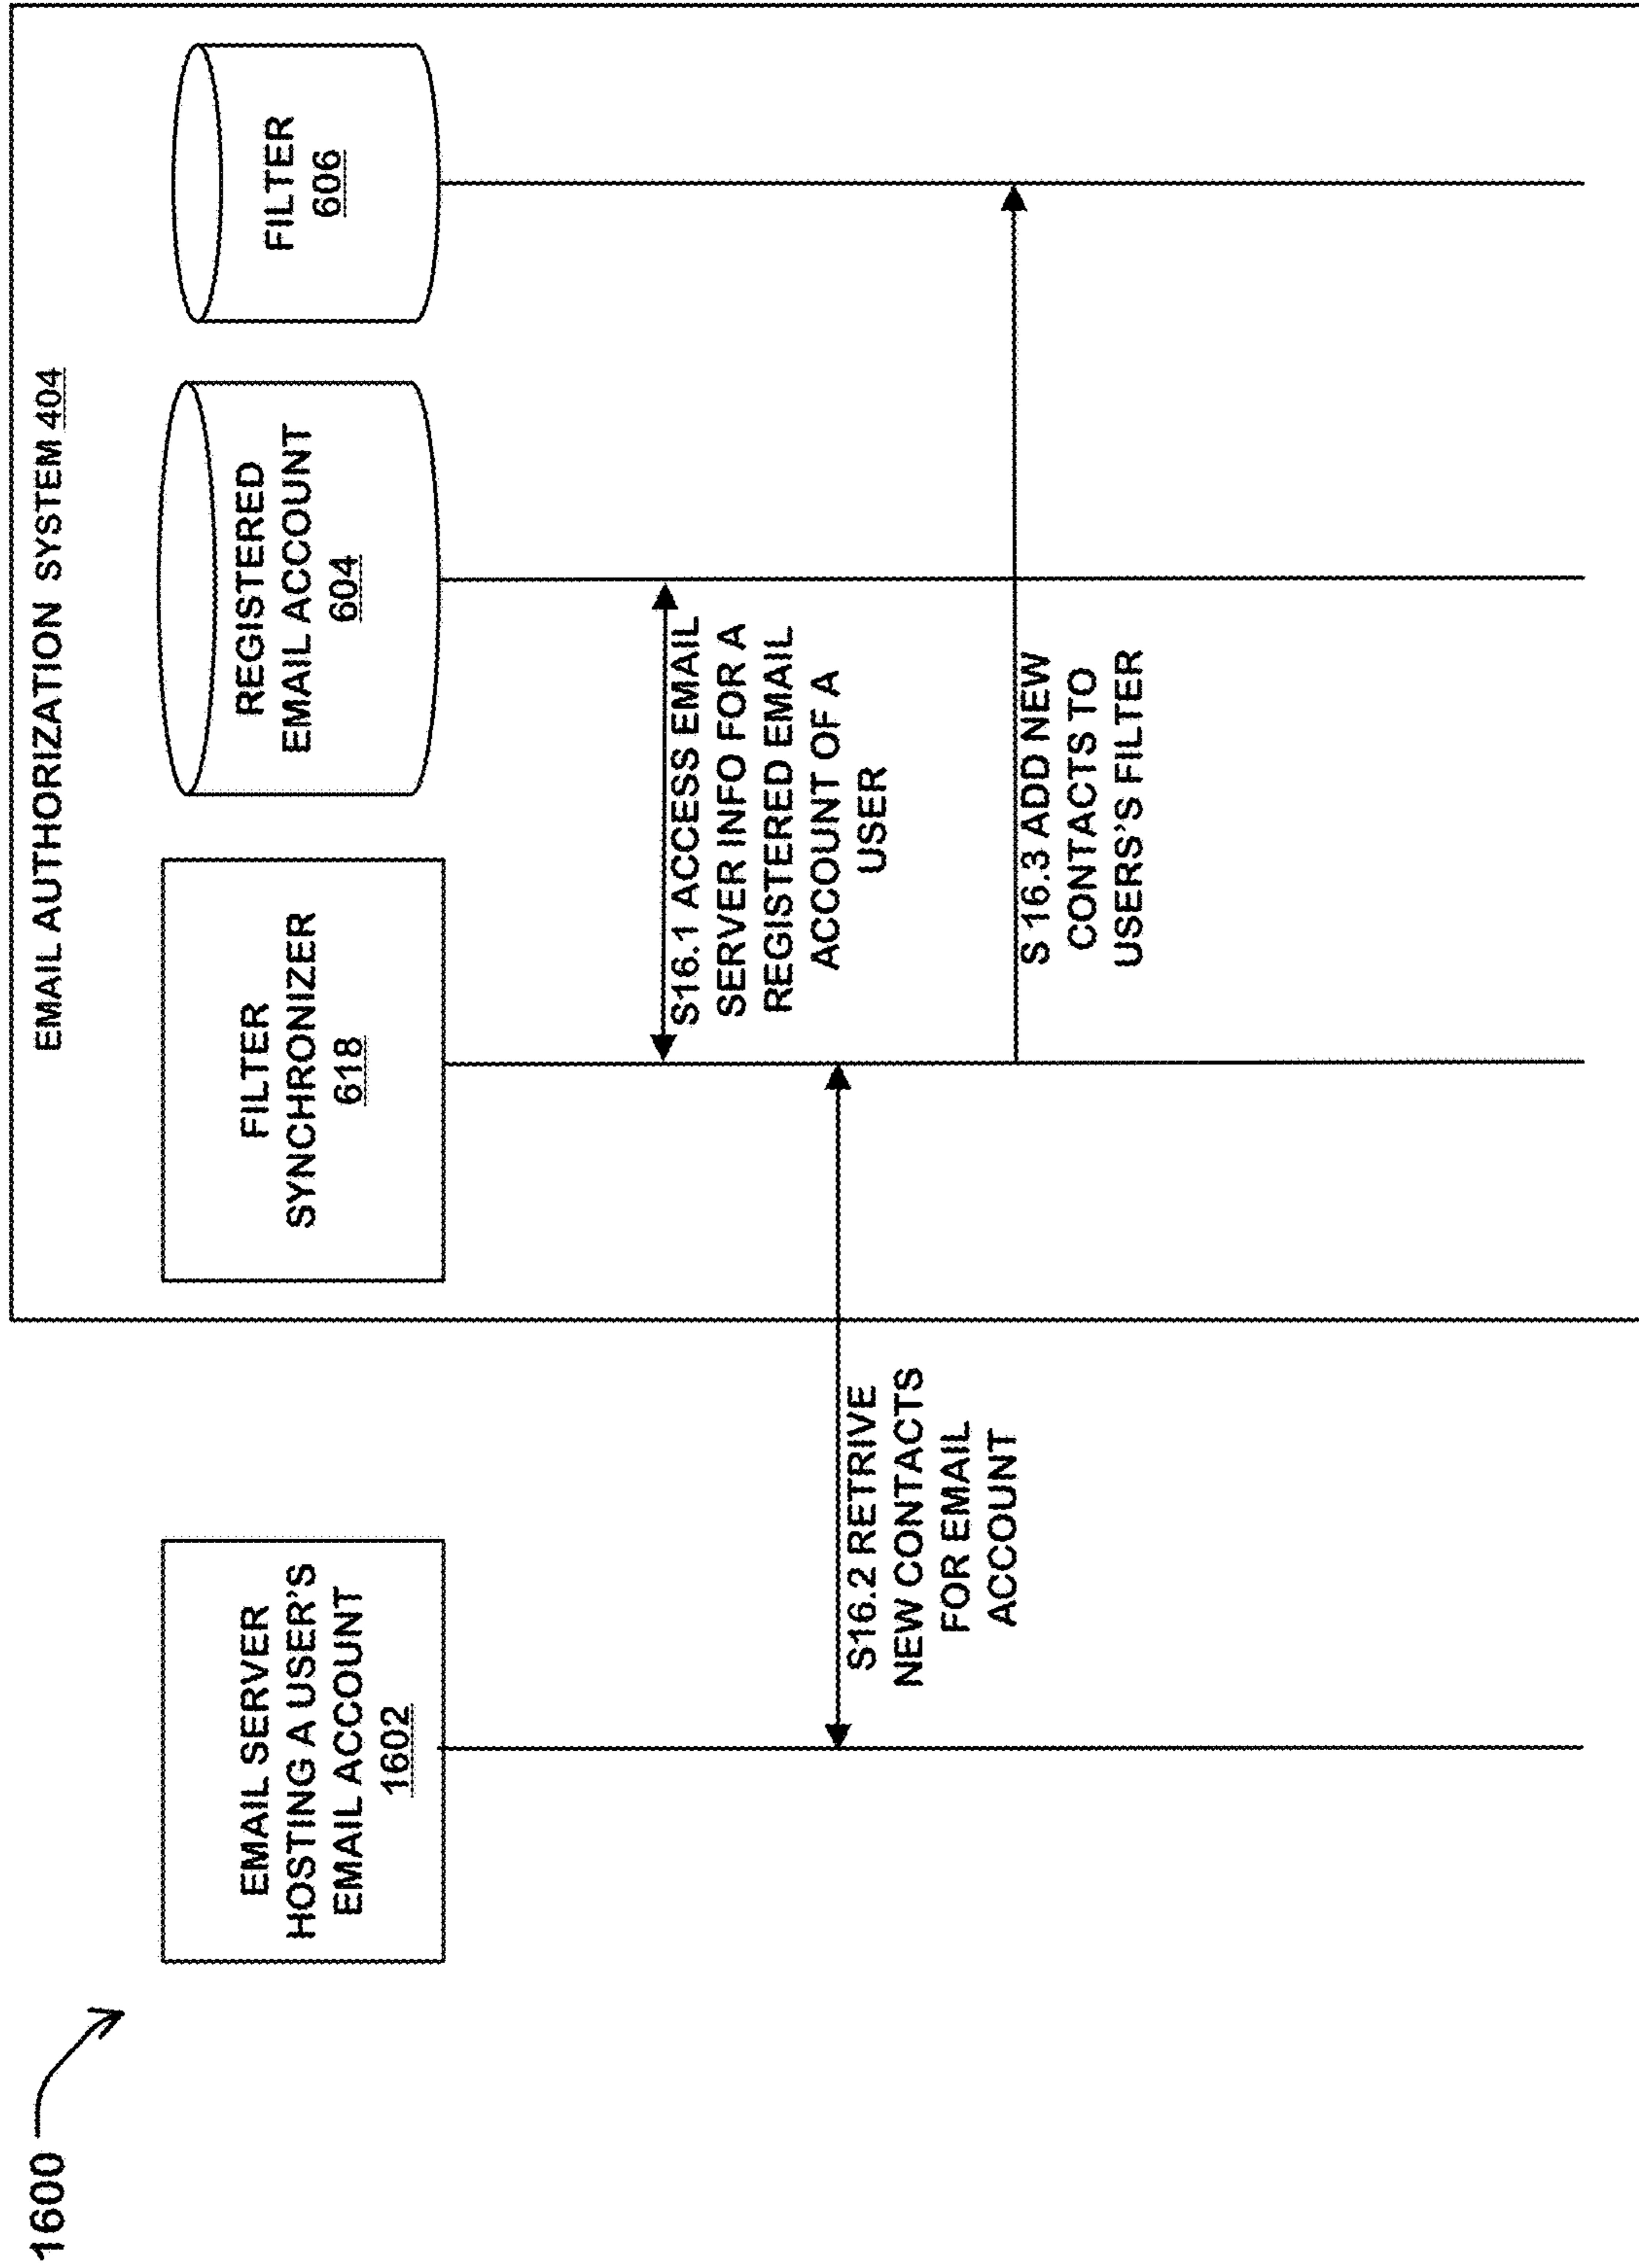 1600
EMAIL AUTHORIZATION SYSTEM 404
EMAIL SERVER
HOSTING A USER'S
EMAIL ACCOUNT
1602
FILTER
SYNCHRONIZER
618
REGISTERED
EMAIL ACCOUNT
604
FILTER
606
S16.1 ACCESS EMAIL
SERVER INFO FOR A
REGISTERED EMAIL
ACCOUNT OF A
USER
S16.2 RETRIVE
NEW CONTACTS
FOR EMAIL
ACCOUNT
S 16.3 ADD NEW
CONTACTS TO
USERS'S FILTER